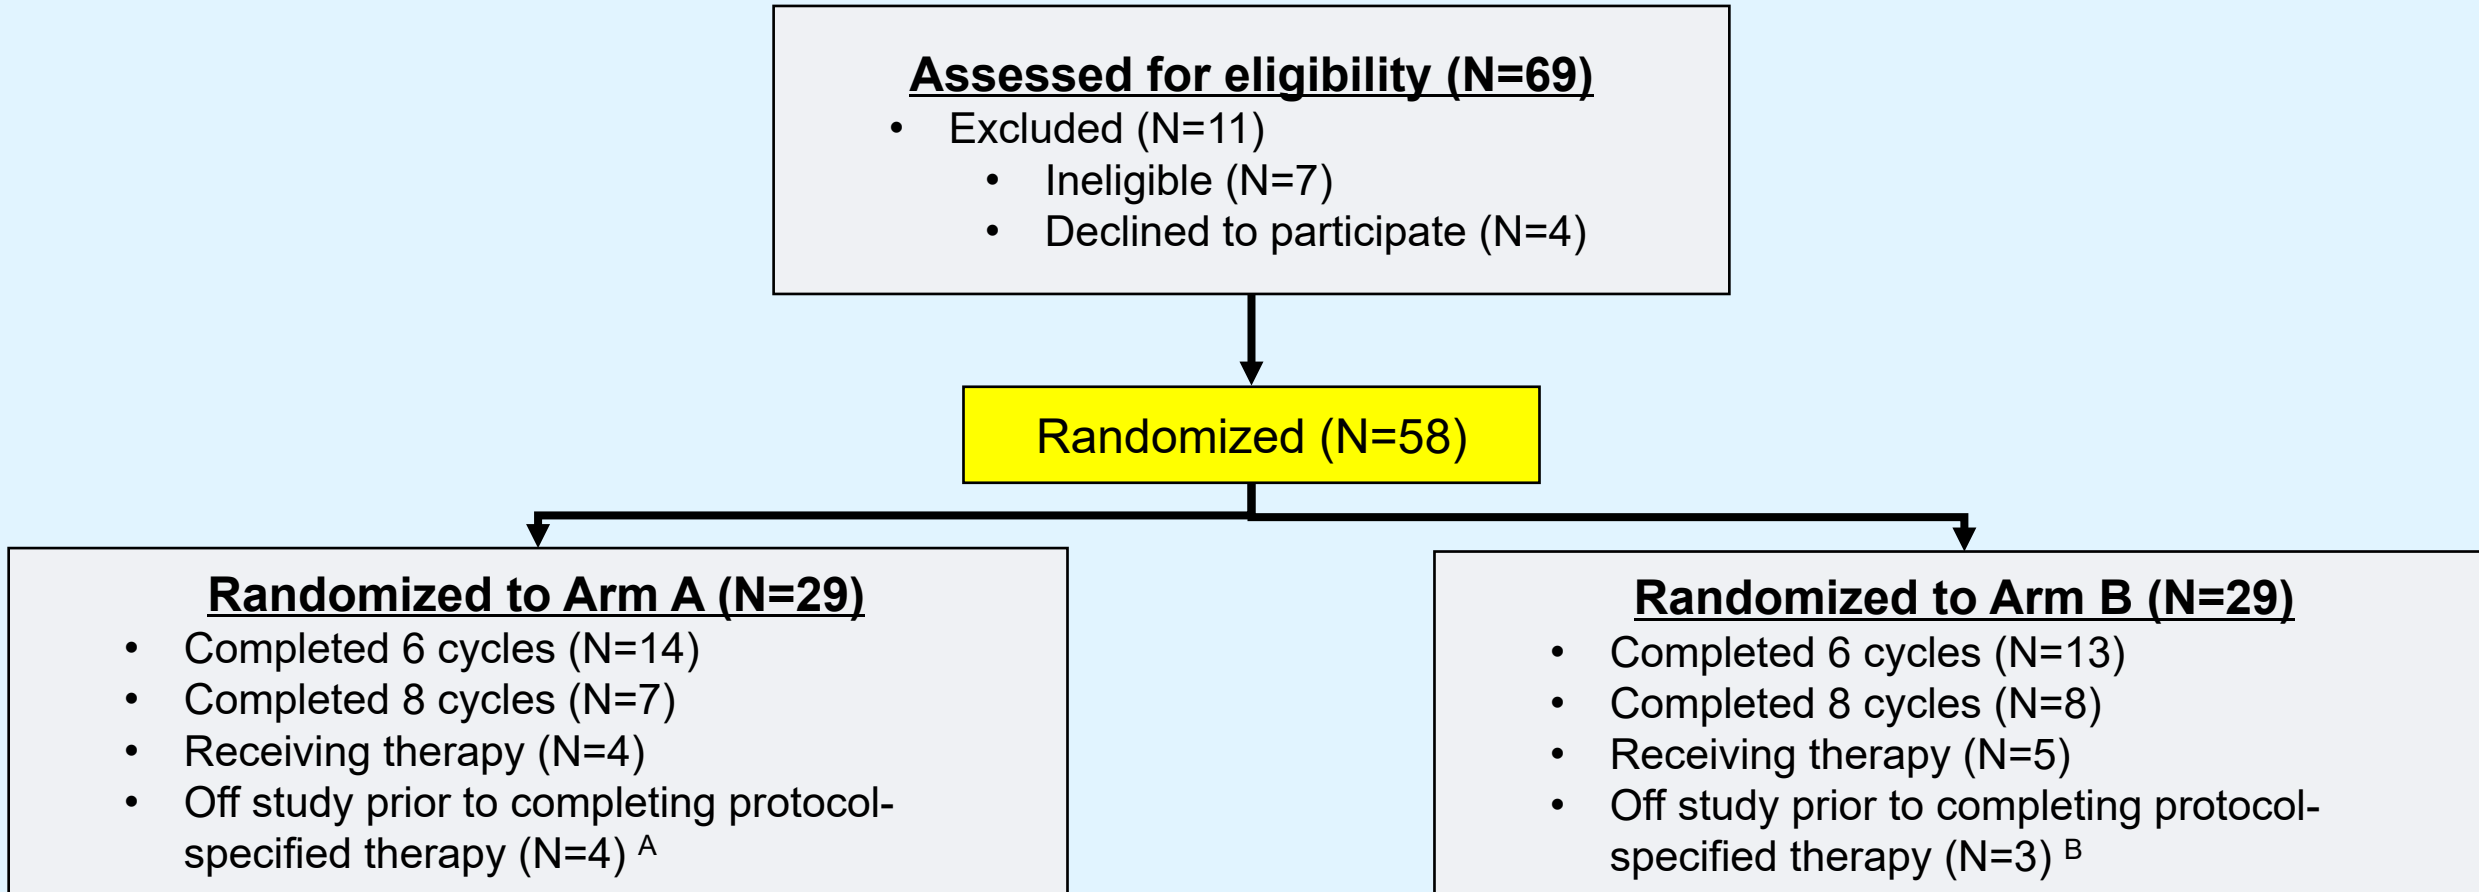 Assessed for eligibility (N=69)
• Excluded (N=11)
• Ineligible (N=7)
• Declined to participate (N=4)
Randomized (N=58)
Randomized to Arm A (N=29)
• Completed 6 cycles (N=14)
• Completed 8 cycles (N=7)
• Receiving therapy (N=4)
• Off study prior to completing protocol-
specified therapy (N=4) A
Randomized to Arm B (N=29)
• Completed 6 cycles (N=13)
• Completed 8 cycles (N=8)
• Receiving therapy (N=5)
• Off study prior to completing protocol-
specified therapy (N=3) B